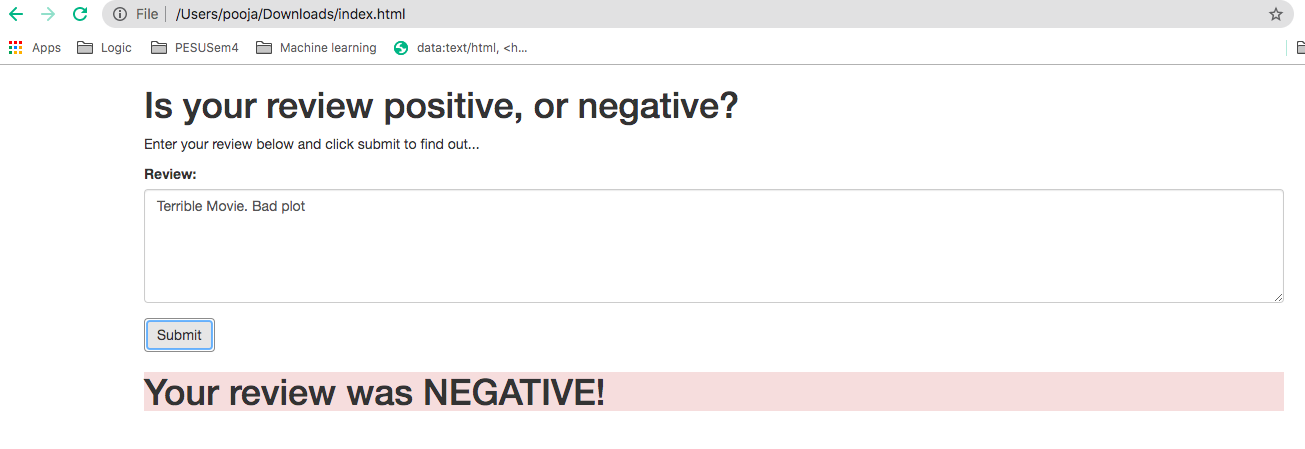 File | /Users/pooja/Downloads/index.html
Apps Logic PESUSem4 Machine learning data:text/html, <h...
Is your review positive, or negative?
Enter your review below and click submit to find out...
Review:
Terrible Movie. Bad plot
Submit
Your review was NEGATIVE!